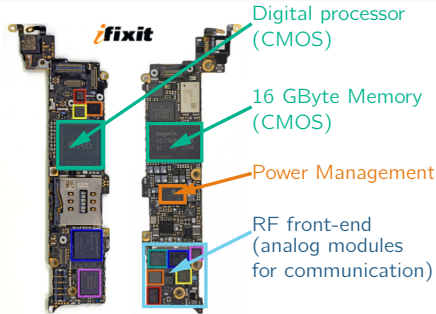 ifixit
Digital processor
(CMOS)
16 GByte Memory
(CMOS)
Power Management
RF front-end
(analog modules
for communication)